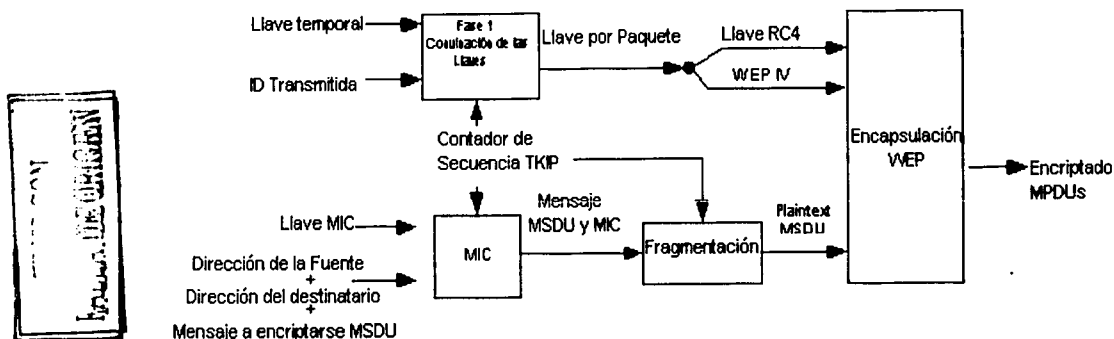 Llave temporal
ID Transmitida
Fase 1
Combinación de las
Llaves
Llave por Paquete
Llave RC4
WEP IV
Encapsulación
WEP
Encriptado
MPDUs
Contador de
Secuencia TKIP
Llave MIC
Dirección de la Fuente
+
Dirección del destinatario
+
Mensaje a encriptarse MSDU
MIC
Mensaje
MSDU y MIC
Fragmentación
Plaintext
MSDU